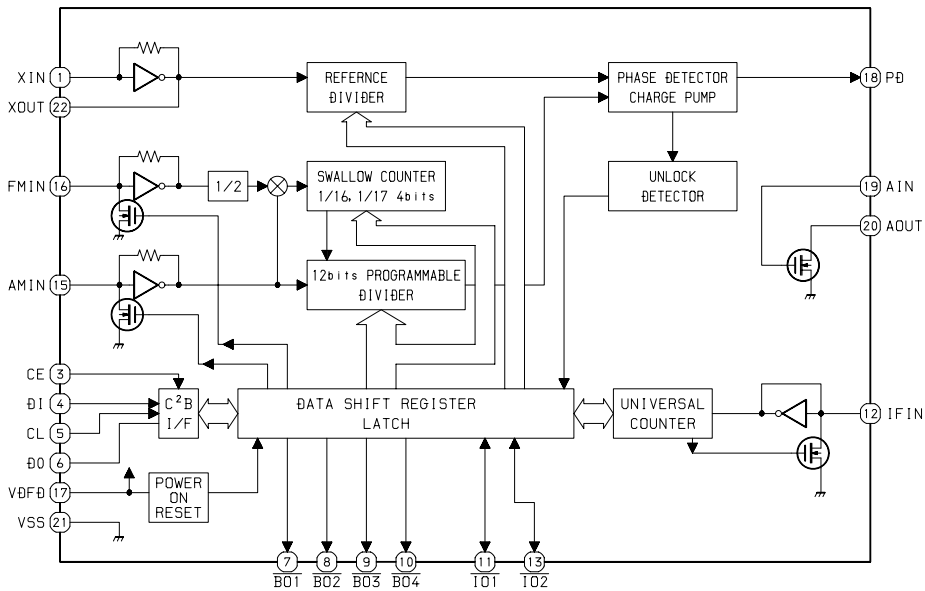 XIN 1
XOUT 22
REFERNCE
DIVIDER
PHASE DETECTOR
CHARGE PUMP
18 PD
FMIN 16
1/2
SWALLOW COUNTER
1/16, 1/17 4bits
UNLOCK
DETECTOR
19 AIN
20 AOUT
AMIN 15
12bits PROGRAMMABLE
DIVIDER
CE 3
DI 4
CL 5
DO 6
C²B
I/F
DATA SHIFT REGISTER
LATCH
UNIVERSAL
COUNTER
12 IFIN
VDFD 17
POWER
ON
RESET
VSS 21
7 8 9 10 11 13
BO1 BO2 BO3 BO4 IO1 IO2